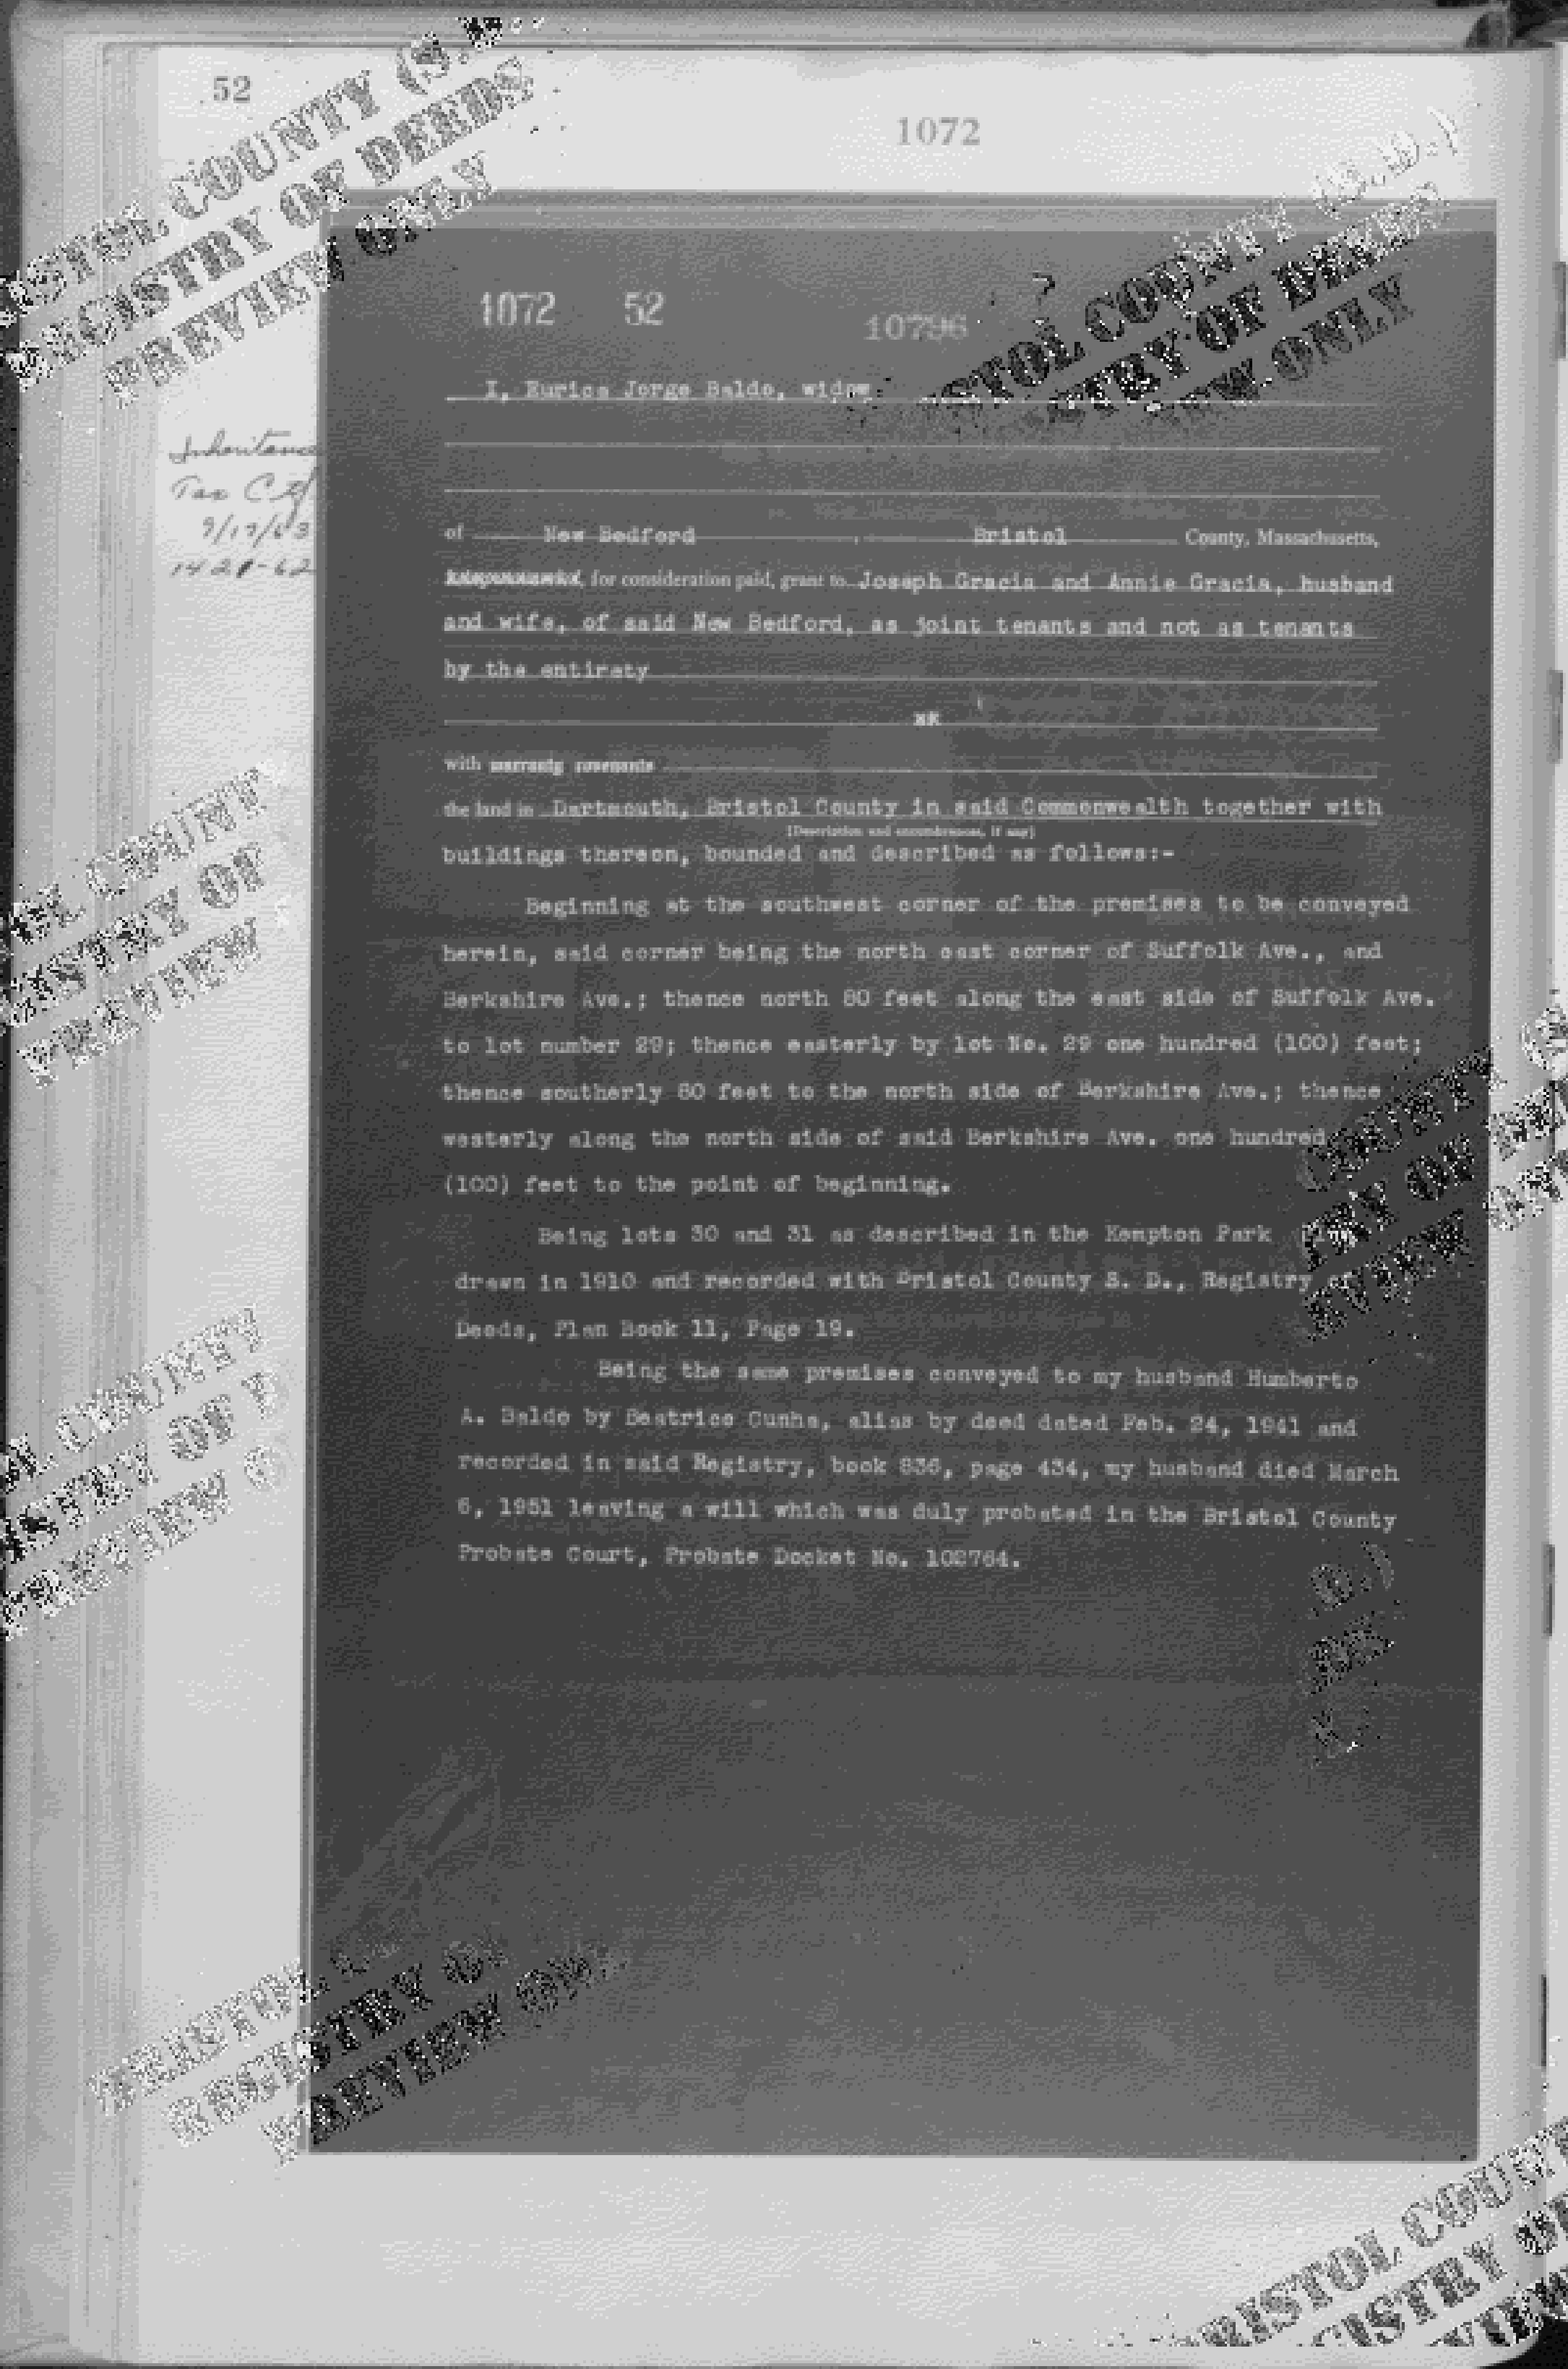 52
1072
1072 52 10796
I, Eurica Jorge Baldo, widow
Inheritance
Tax
1421-62
of New Bedford, Bristol County, Massachusetts,
for consideration paid, grant to Joseph Gracia and Annie Gracia, husband
and wife, of said New Bedford, as joint tenants and not as tenants
by the entirety
with warranty covenants
the land in Dartmouth, Bristol County in said Commonwealth together with
[Description and encumbrances, if any]
buildings thereon, bounded and described as follows:-
Beginning at the southwest corner of the premises to be conveyed
herein, said corner being the north east corner of Suffolk Ave., and
Berkshire Ave.; thence north 80 feet along the east side of Suffolk Ave.
to lot number 29; thence easterly by lot No. 29 one hundred (100) feet;
thence southerly 80 feet to the north side of Berkshire Ave.; thence
westerly along the north side of said Berkshire Ave. one hundred
(100) feet to the point of beginning.
Being lots 30 and 31 as described in the Kempton Park
drawn in 1910 and recorded with Bristol County S. D., Registry
Deeds, Plan Book 11, Page 19.
Being the same premises conveyed to my husband Humberto
A. Baldo by Beatrice Cunha, alias by deed dated Feb. 24, 1941 and
recorded in said Registry, book 836, page 434, my husband died March
6, 1951 leaving a will which was duly probated in the Bristol County
Probate Court, Probate Docket No. 102764.